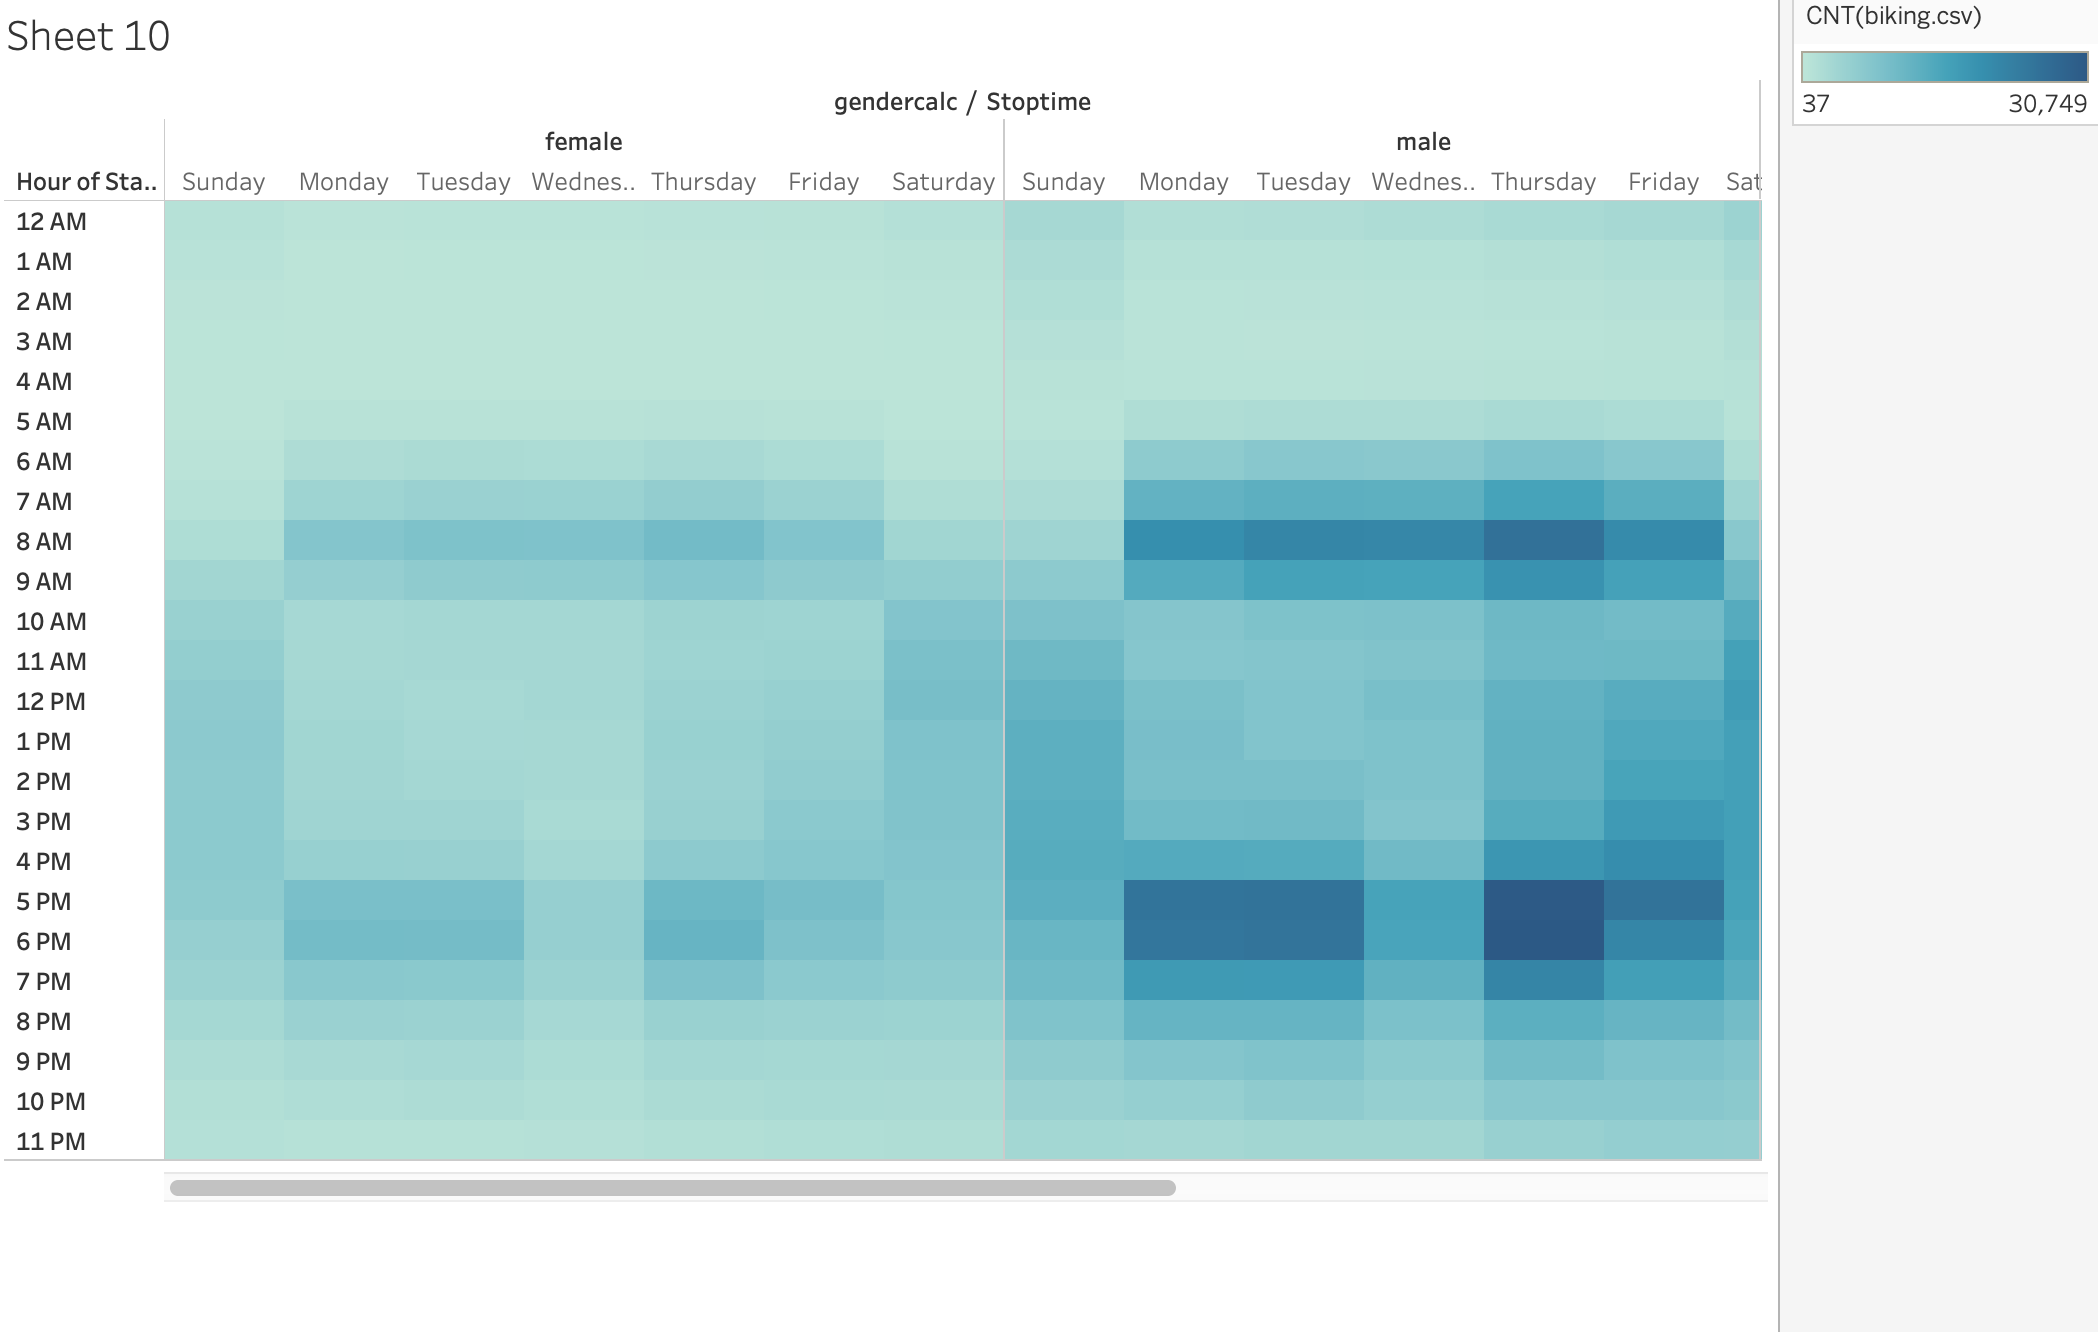 Sheet 10
CNT(biking.csv)
37 30,749
gendercalc / Stoptime
female male
Hour of Sta.. Sunday Monday Tuesday Wednes.. Thursday Friday Saturday Sunday Monday Tuesday Wednes.. Thursday Friday Sat
12 AM
1 AM
2 AM
3 AM
4 AM
5 AM
6 AM
7 AM
8 AM
9 AM
10 AM
11 AM
12 PM
1 PM
2 PM
3 PM
4 PM
5 PM
6 PM
7 PM
8 PM
9 PM
10 PM
11 PM